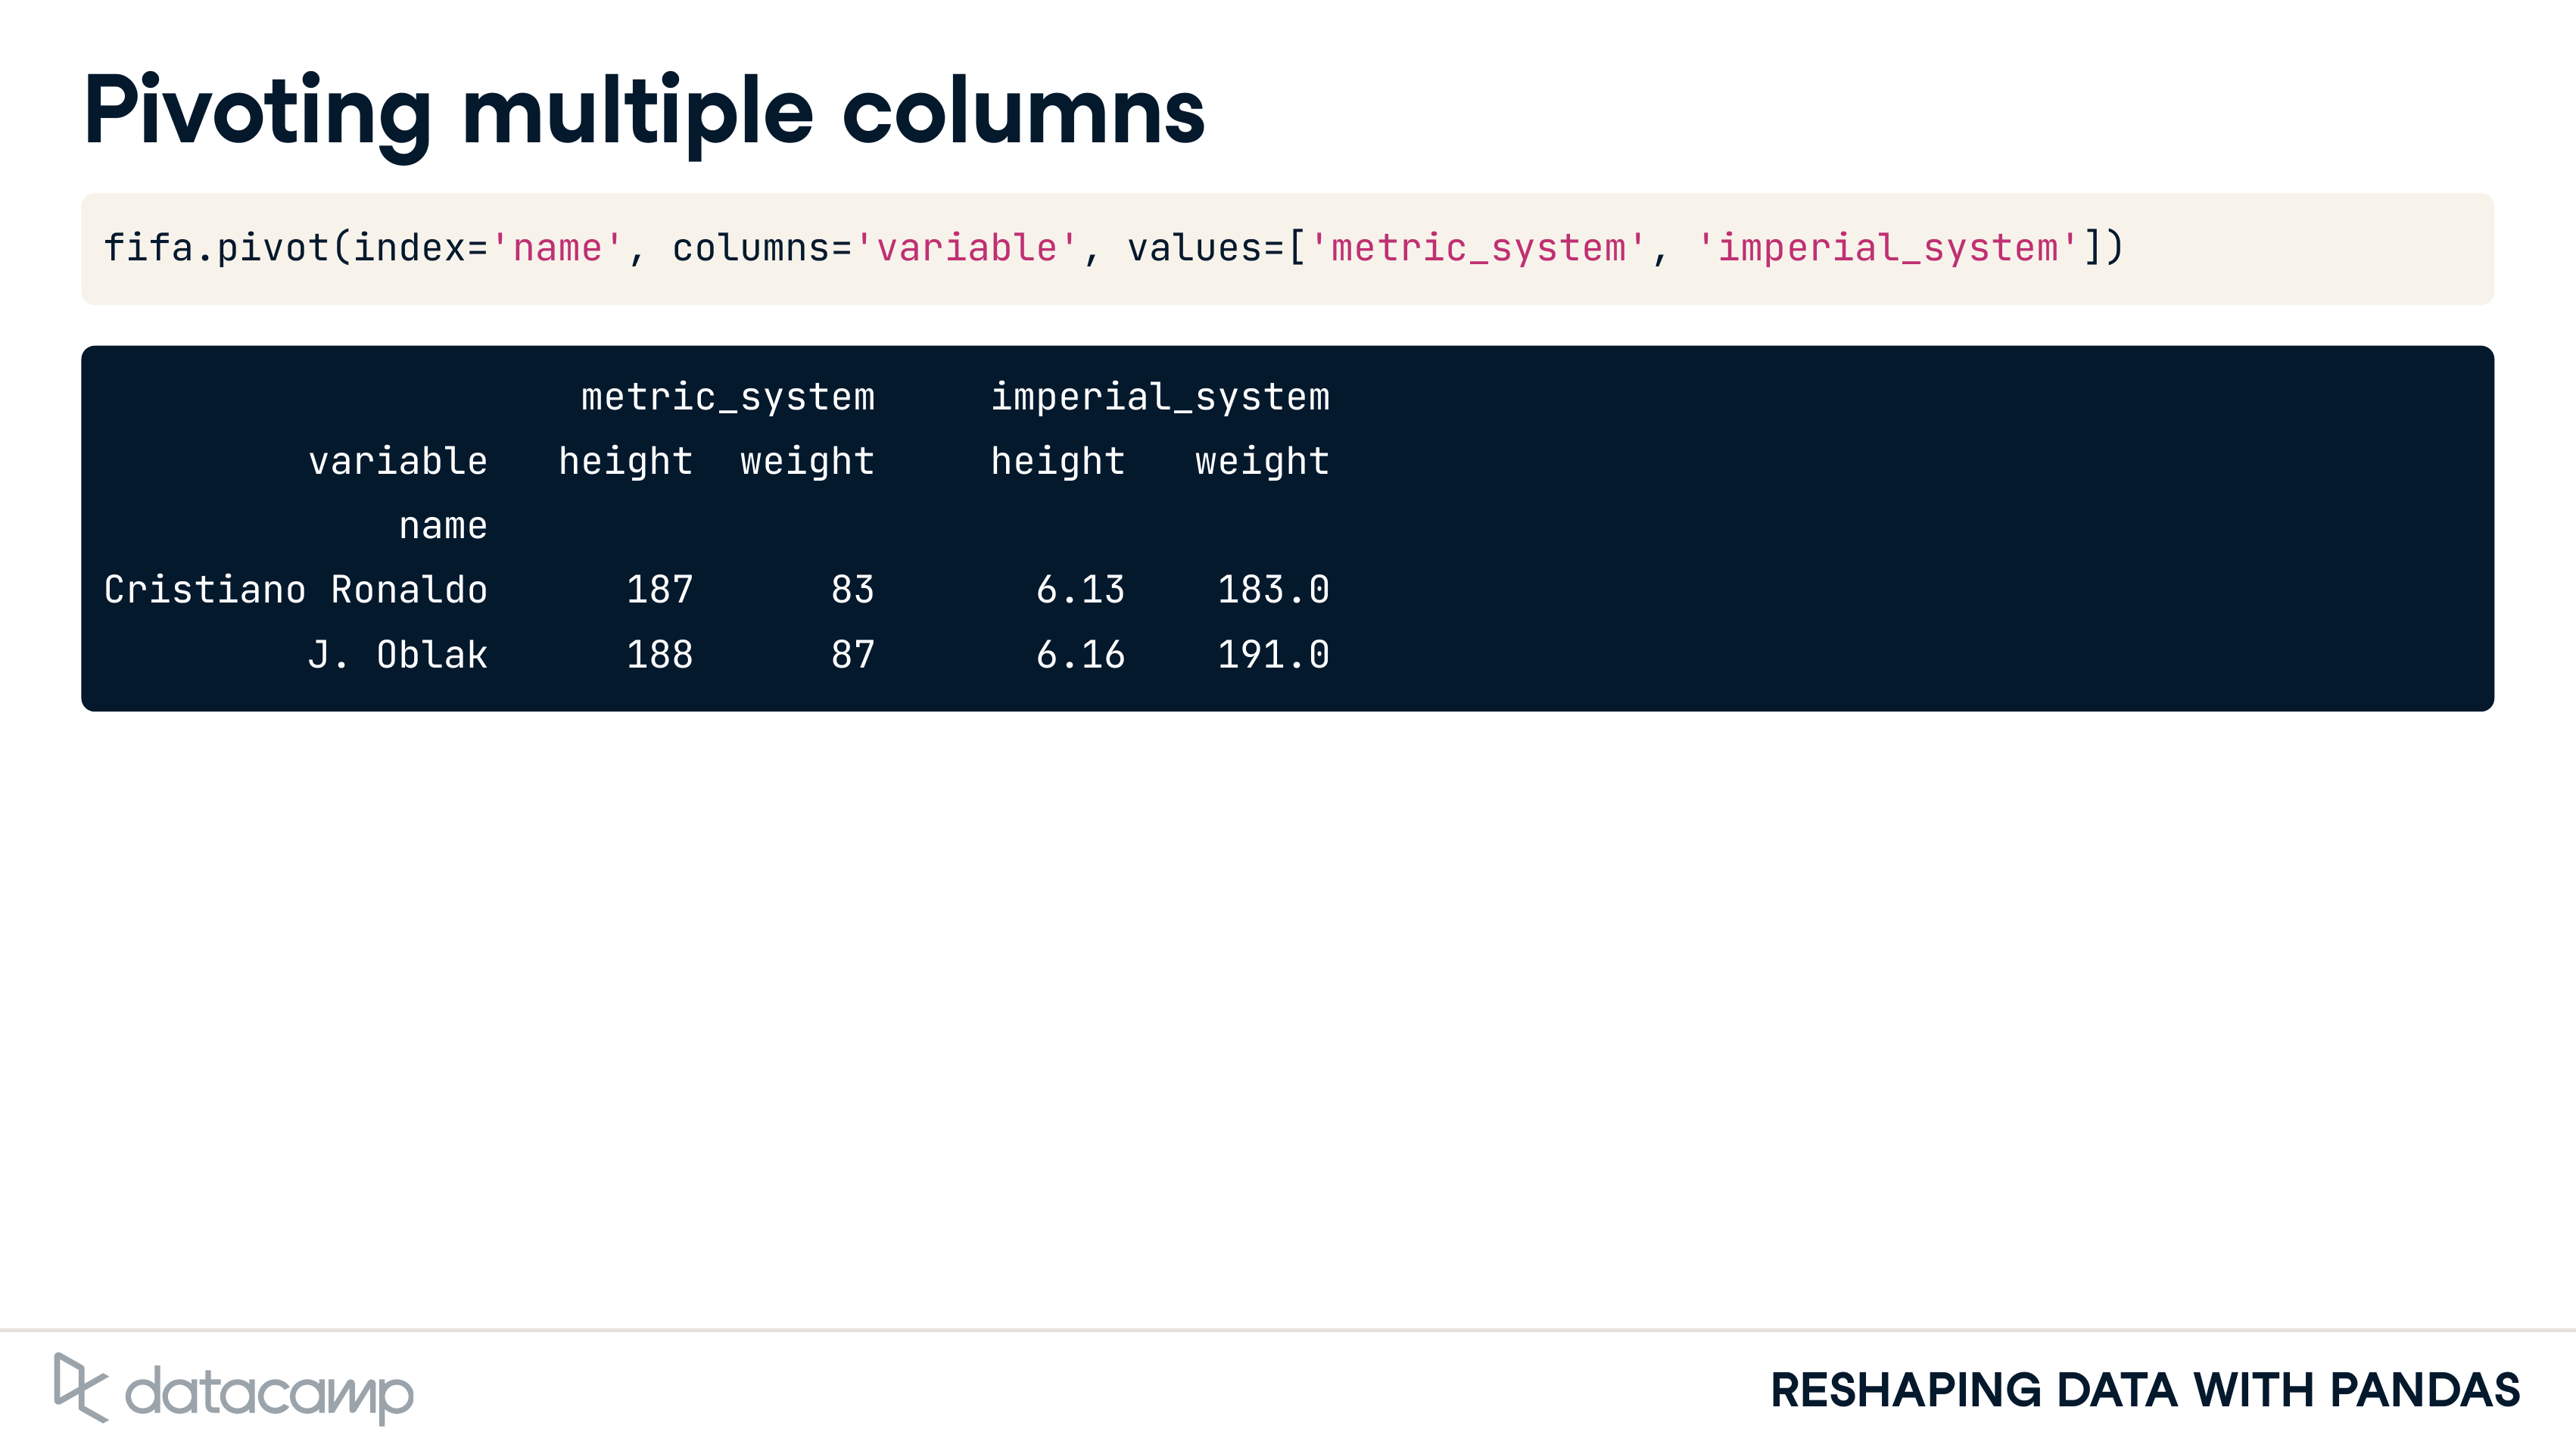 Pivoting multiple columns
fifa.pivot(index='name', columns='variable', values=['metric_system', 'imperial_system'])
metric_system imperial_system
variable height weight height weight
name
Cristiano Ronaldo 187 83 6.13 183.0
J. Oblak 188 87 6.16 191.0
datacamp
RESHAPING DATA WITH PANDAS